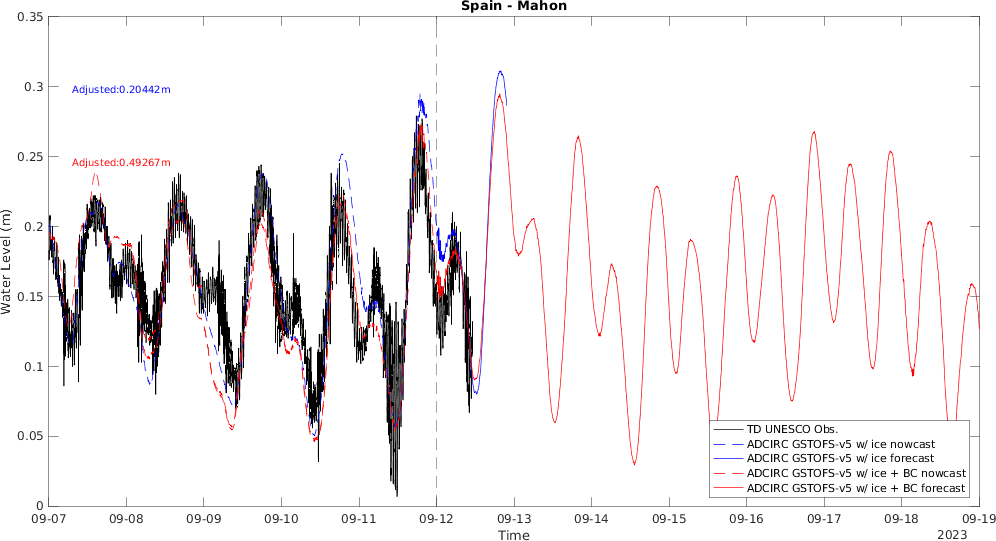 Spain - Mahon
0.35
0.3
0.25
0.2
0.15
0.1
0.05
0
Water Level (m)
Adjusted:0.20442m
Adjusted:0.49267m
TD UNESCO Obs.
ADCIRC GSTOFS-v5 w/ ice nowcast
ADCIRC GSTOFS-v5 w/ ice forecast
ADCIRC GSTOFS-v5 w/ ice + BC nowcast
ADCIRC GSTOFS-v5 w/ ice + BC forecast
09-07 09-08 09-09 09-10 09-11 09-12 09-13 09-14 09-15 09-16 09-17 09-18 09-19
Time
2023